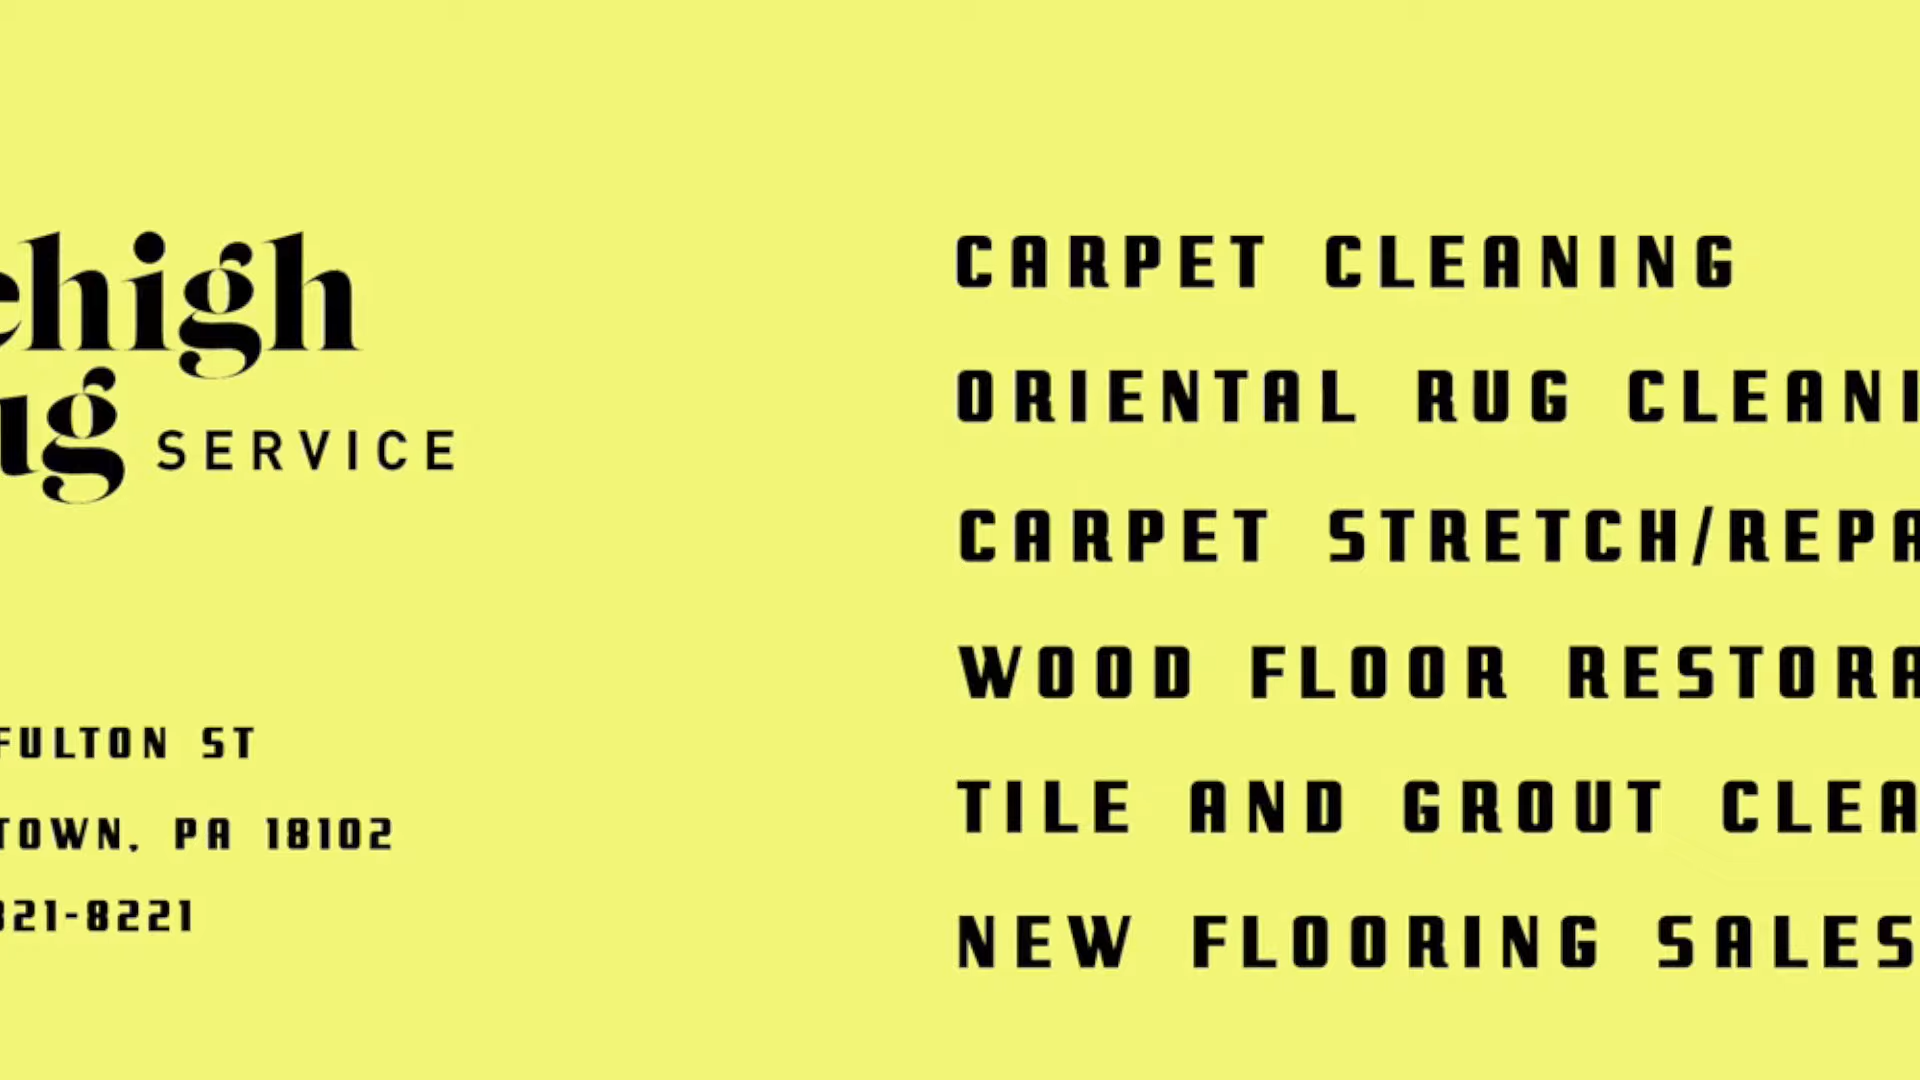 ehigh
ug SERVICE
FULTON ST
TOWN, PA 18102
321-8221
CARPET CLEANING
ORIENTAL RUG CLEANI
CARPET STRETCH/REPA
WOOD FLOOR RESTORA
TILE AND GROUT CLEA
NEW FLOORING SALES